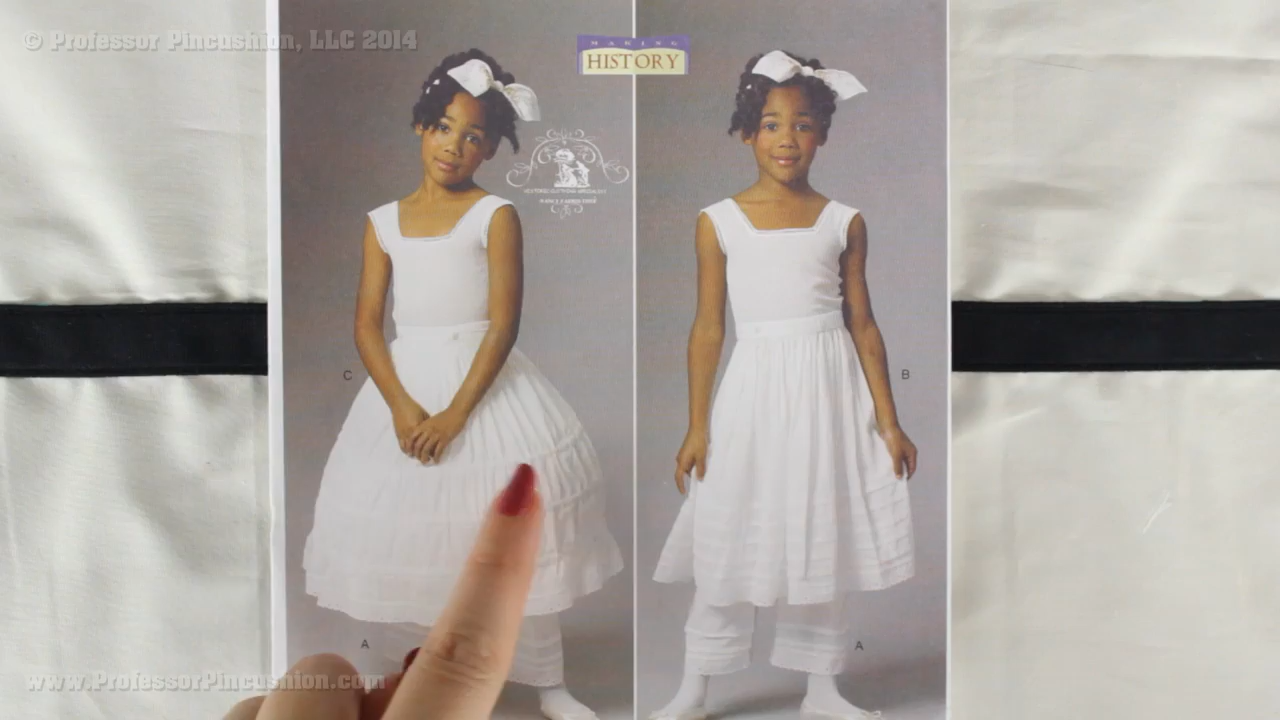 © Professor Pincushion, LLC 2014
MAKING
HISTORY
C
B
A
A
www.ProfessorPincushion.com